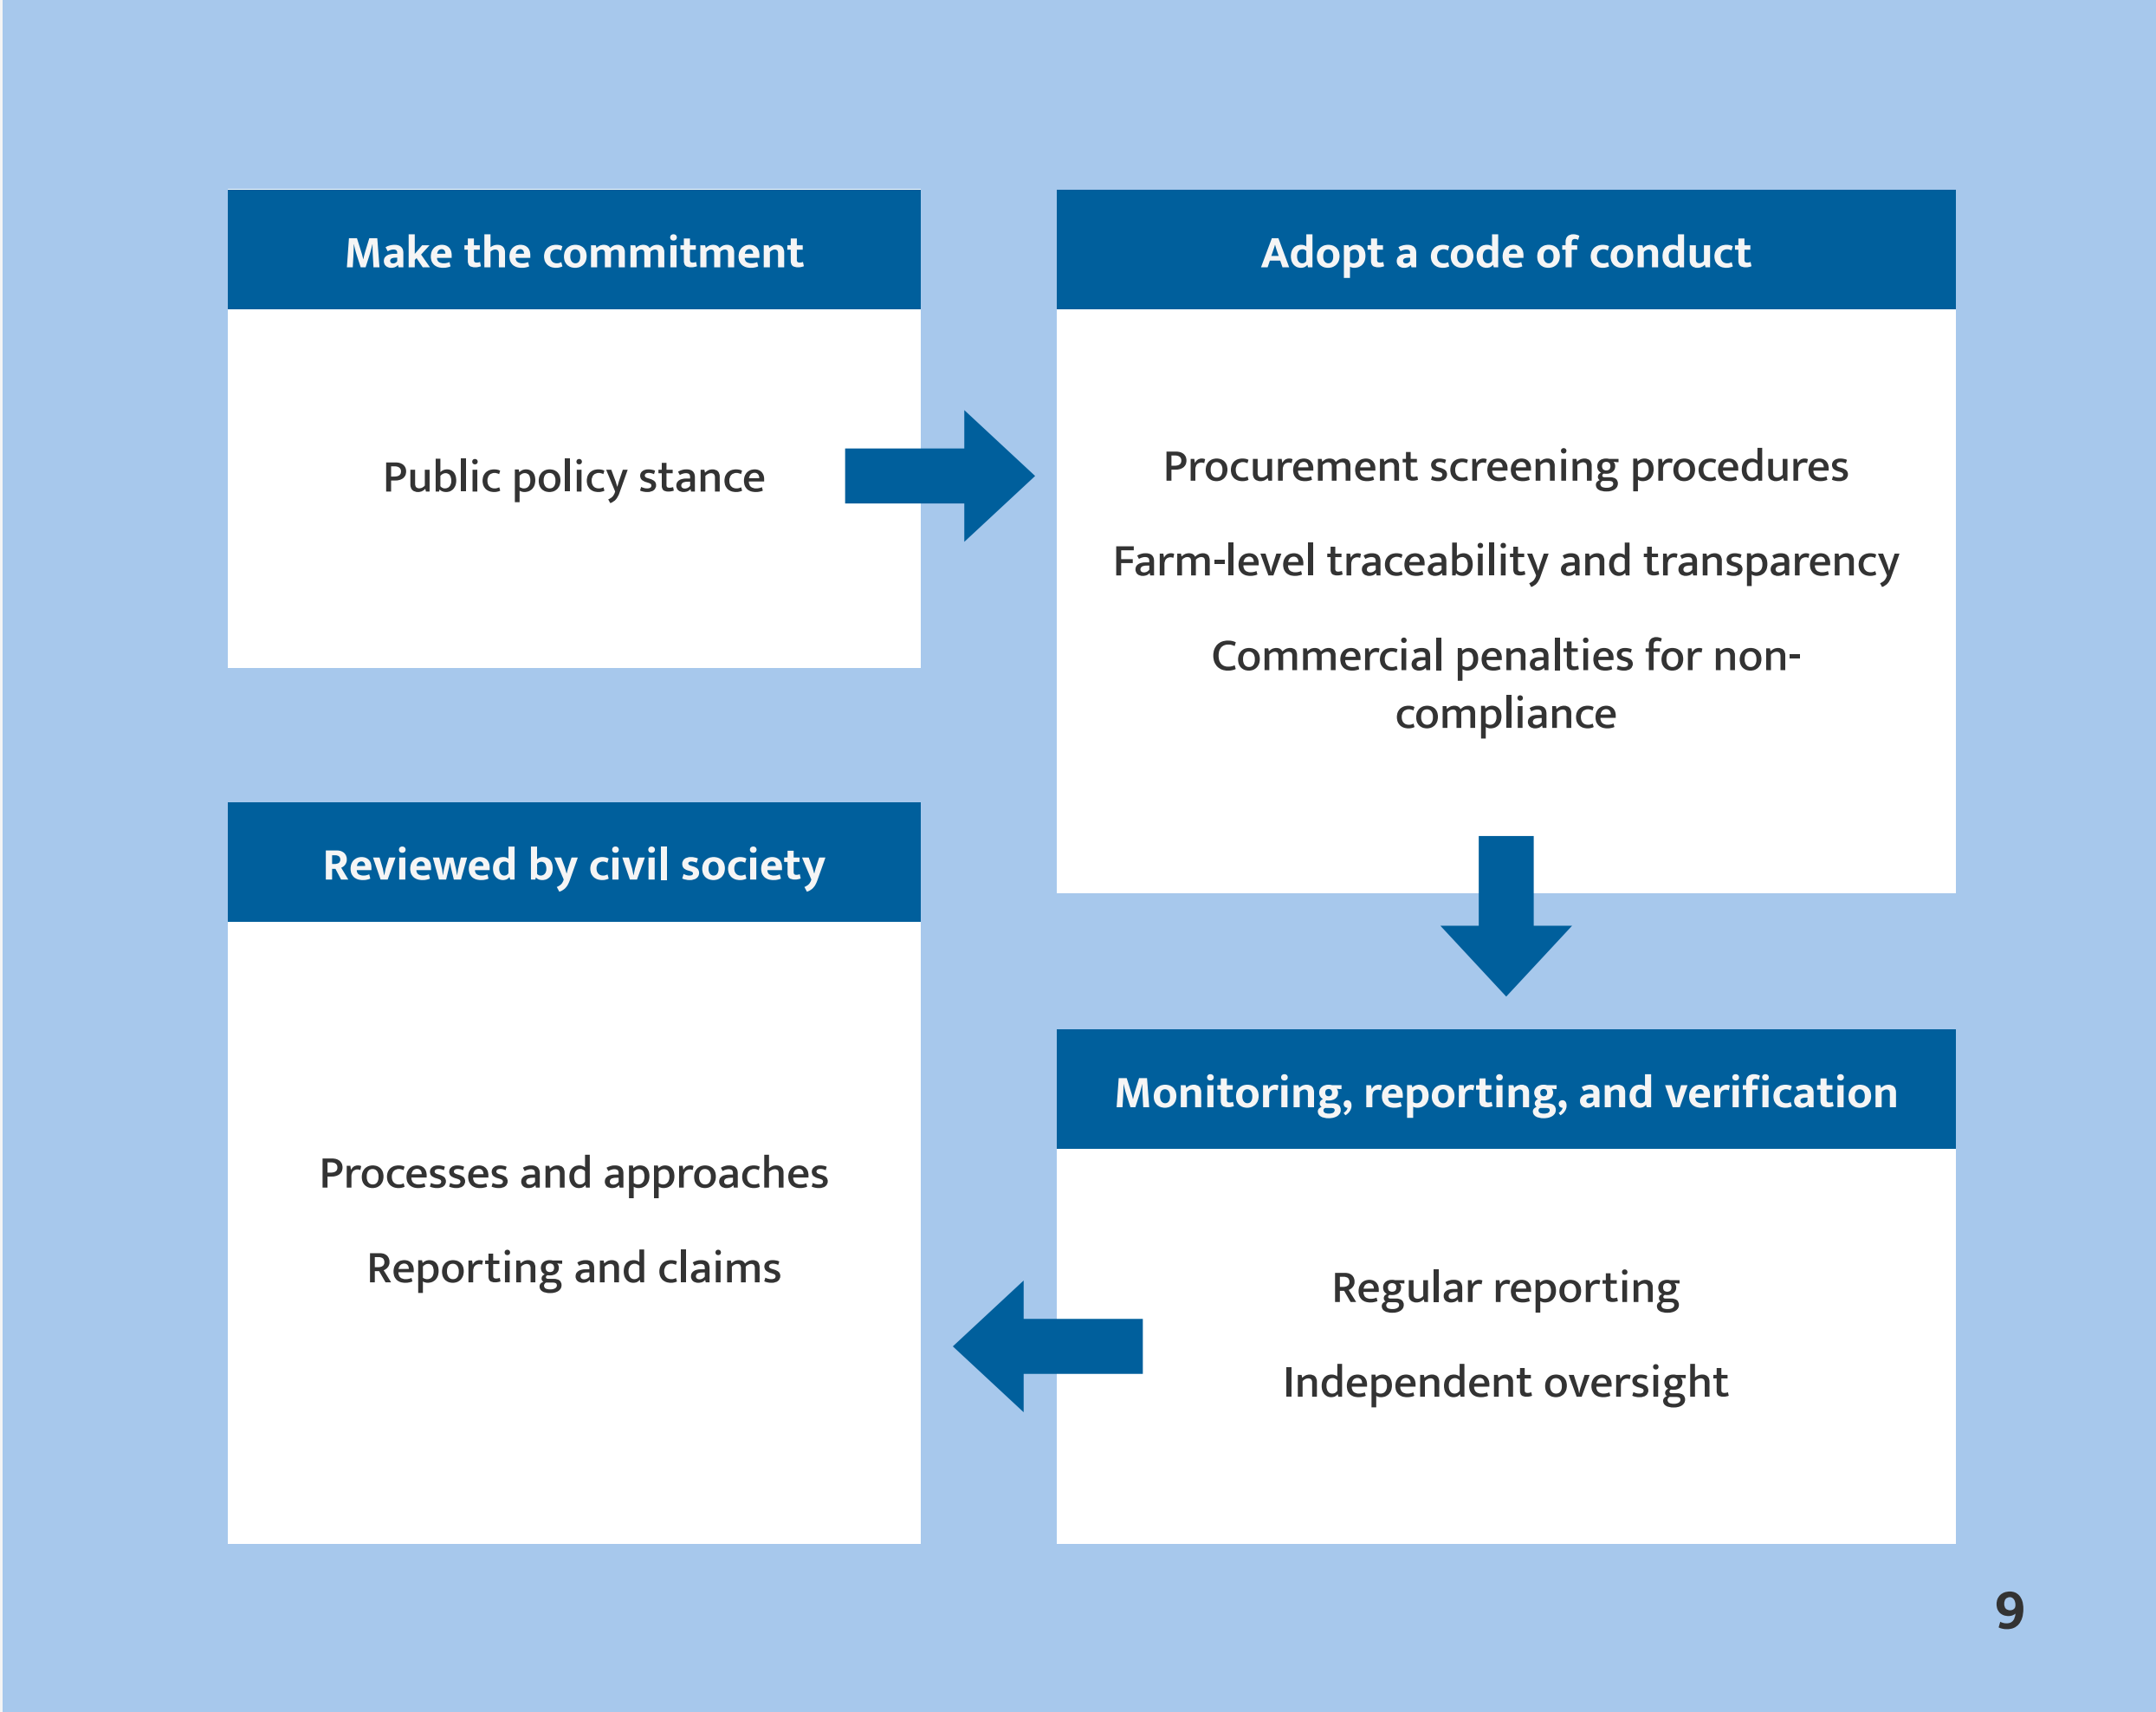 Make the commitment
Public policy stance
Adopt a code of conduct
Procurement screening procedures
Farm-level traceability and transparency
Commercial penalties for non-
compliance
Monitoring, reporting, and verification
Regular reporting
Independent oversight
Reviewed by civil society
Processes and approaches
Reporting and claims
9